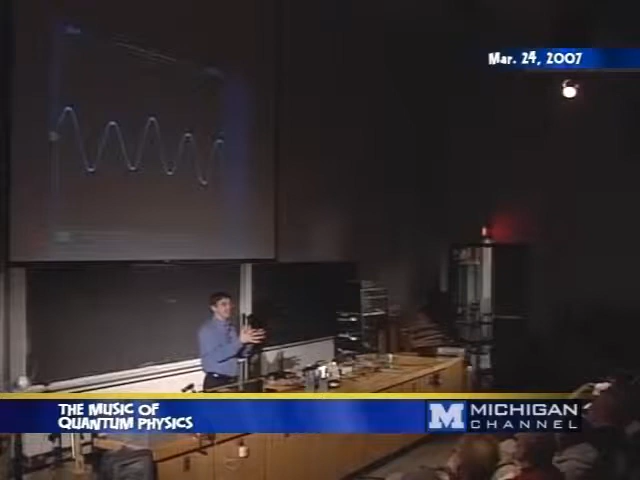 Mar. 24, 2007
THE MUSIC OF
QUANTUM PHYSICS
M MICHIGAN
CHANNEL